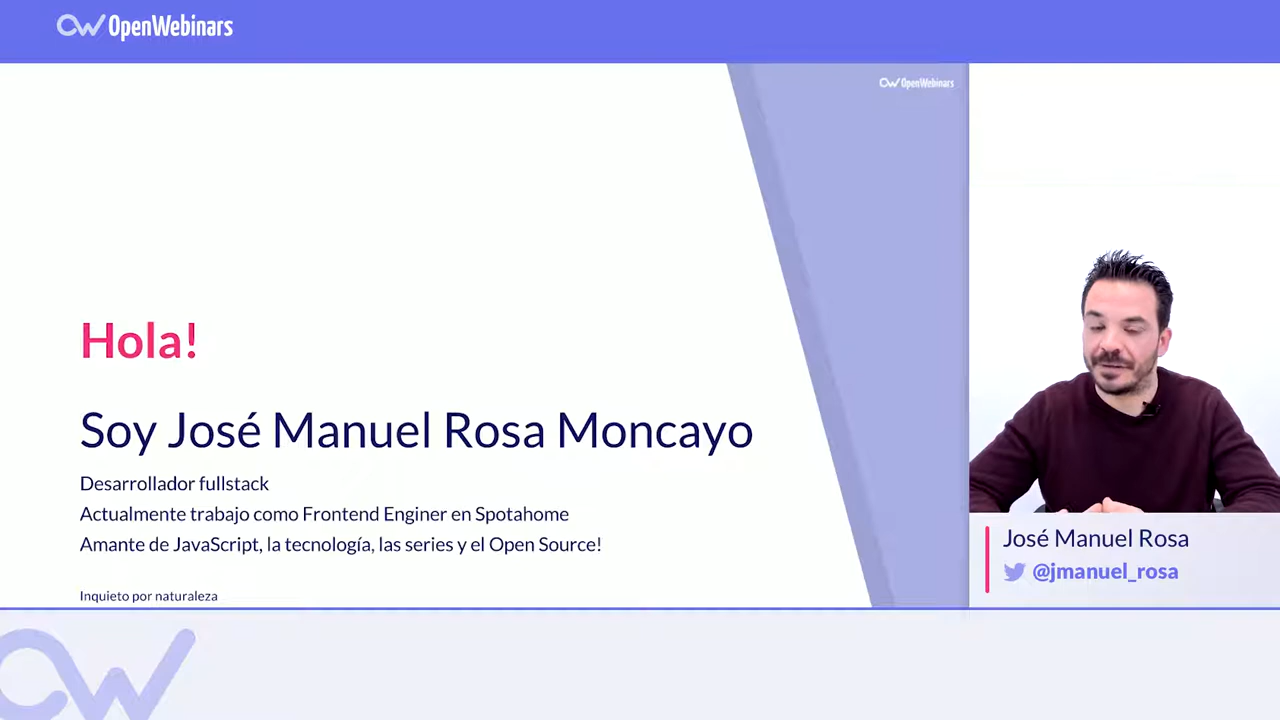 OpenWebinars
OpenWebinars
Hola!
Soy José Manuel Rosa Moncayo
Desarrollador fullstack
Actualmente trabajo como Frontend Enginer en Spotahome
Amante de JavaScript, la tecnología, las series y el Open Source!
Inquieto por naturaleza
José Manuel Rosa
@jmanuel_rosa